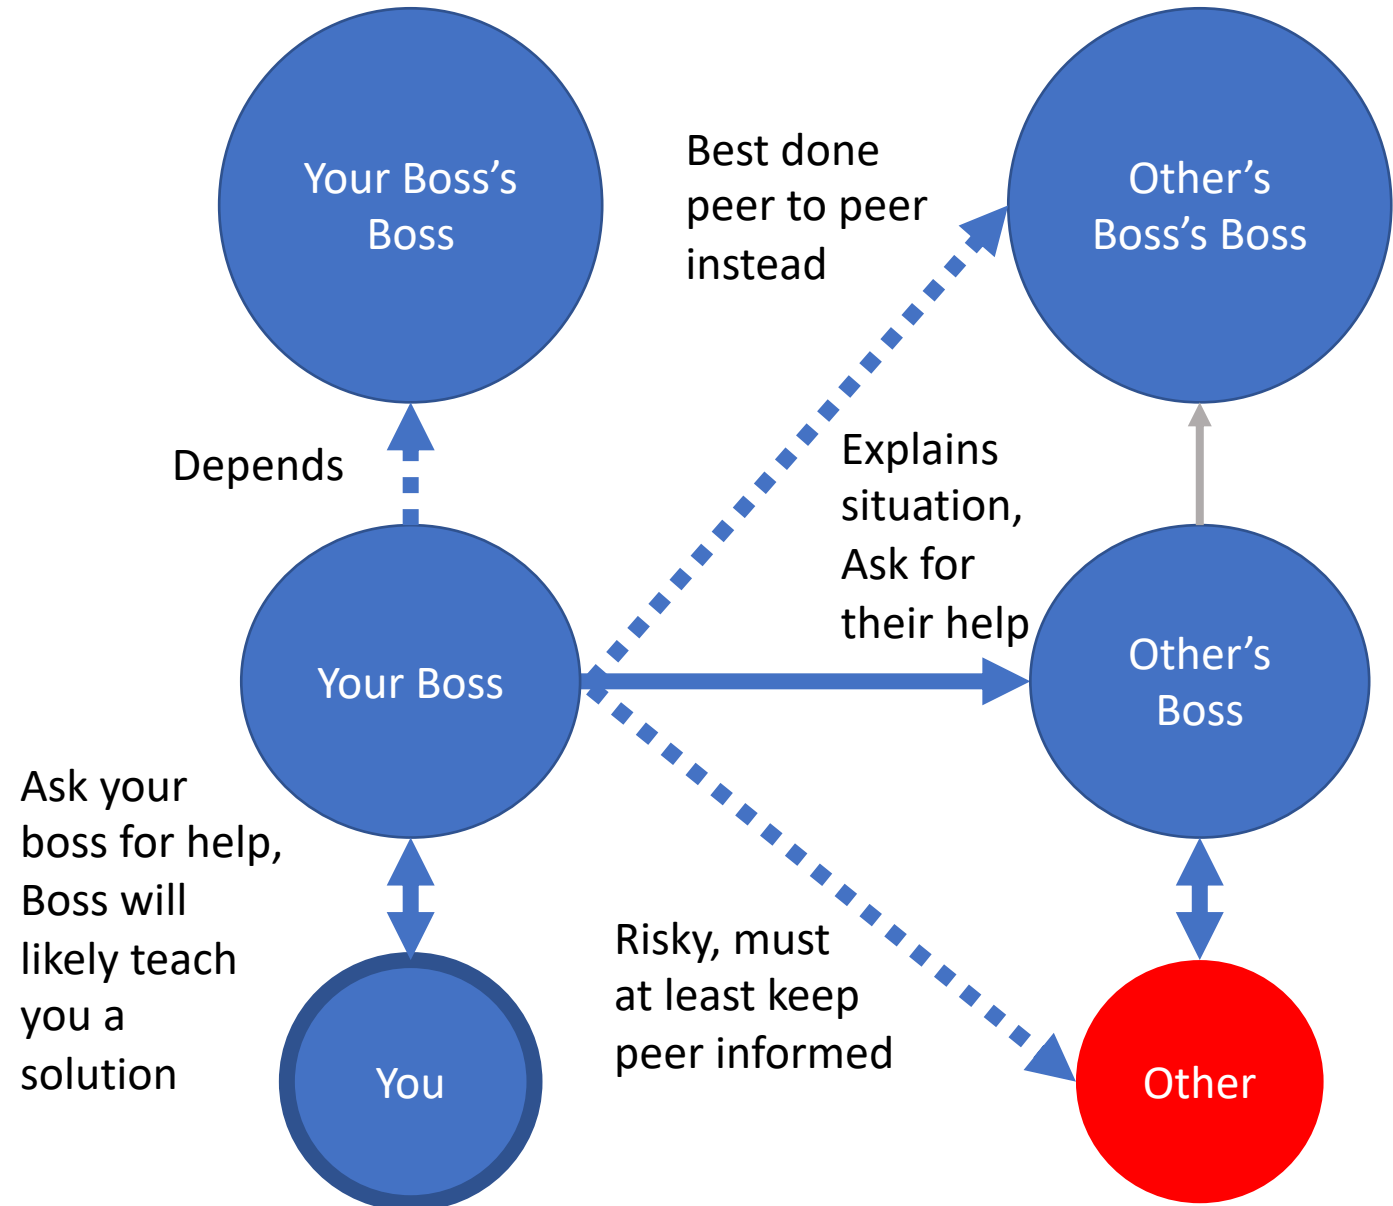 Your Boss’s
Boss
Best done
peer to peer
instead
Other’s
Boss’s Boss
Depends
Explains
situation,
Ask for
their help
Your Boss
Other’s
Boss
Ask your
boss for help,
Boss will
likely teach
you a
solution
Risky, must
at least keep
peer informed
You
Other